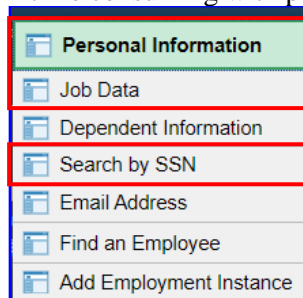 Personal Information
Job Data
Dependent Information
Search by SSN
Email Address
Find an Employee
Add Employment Instance